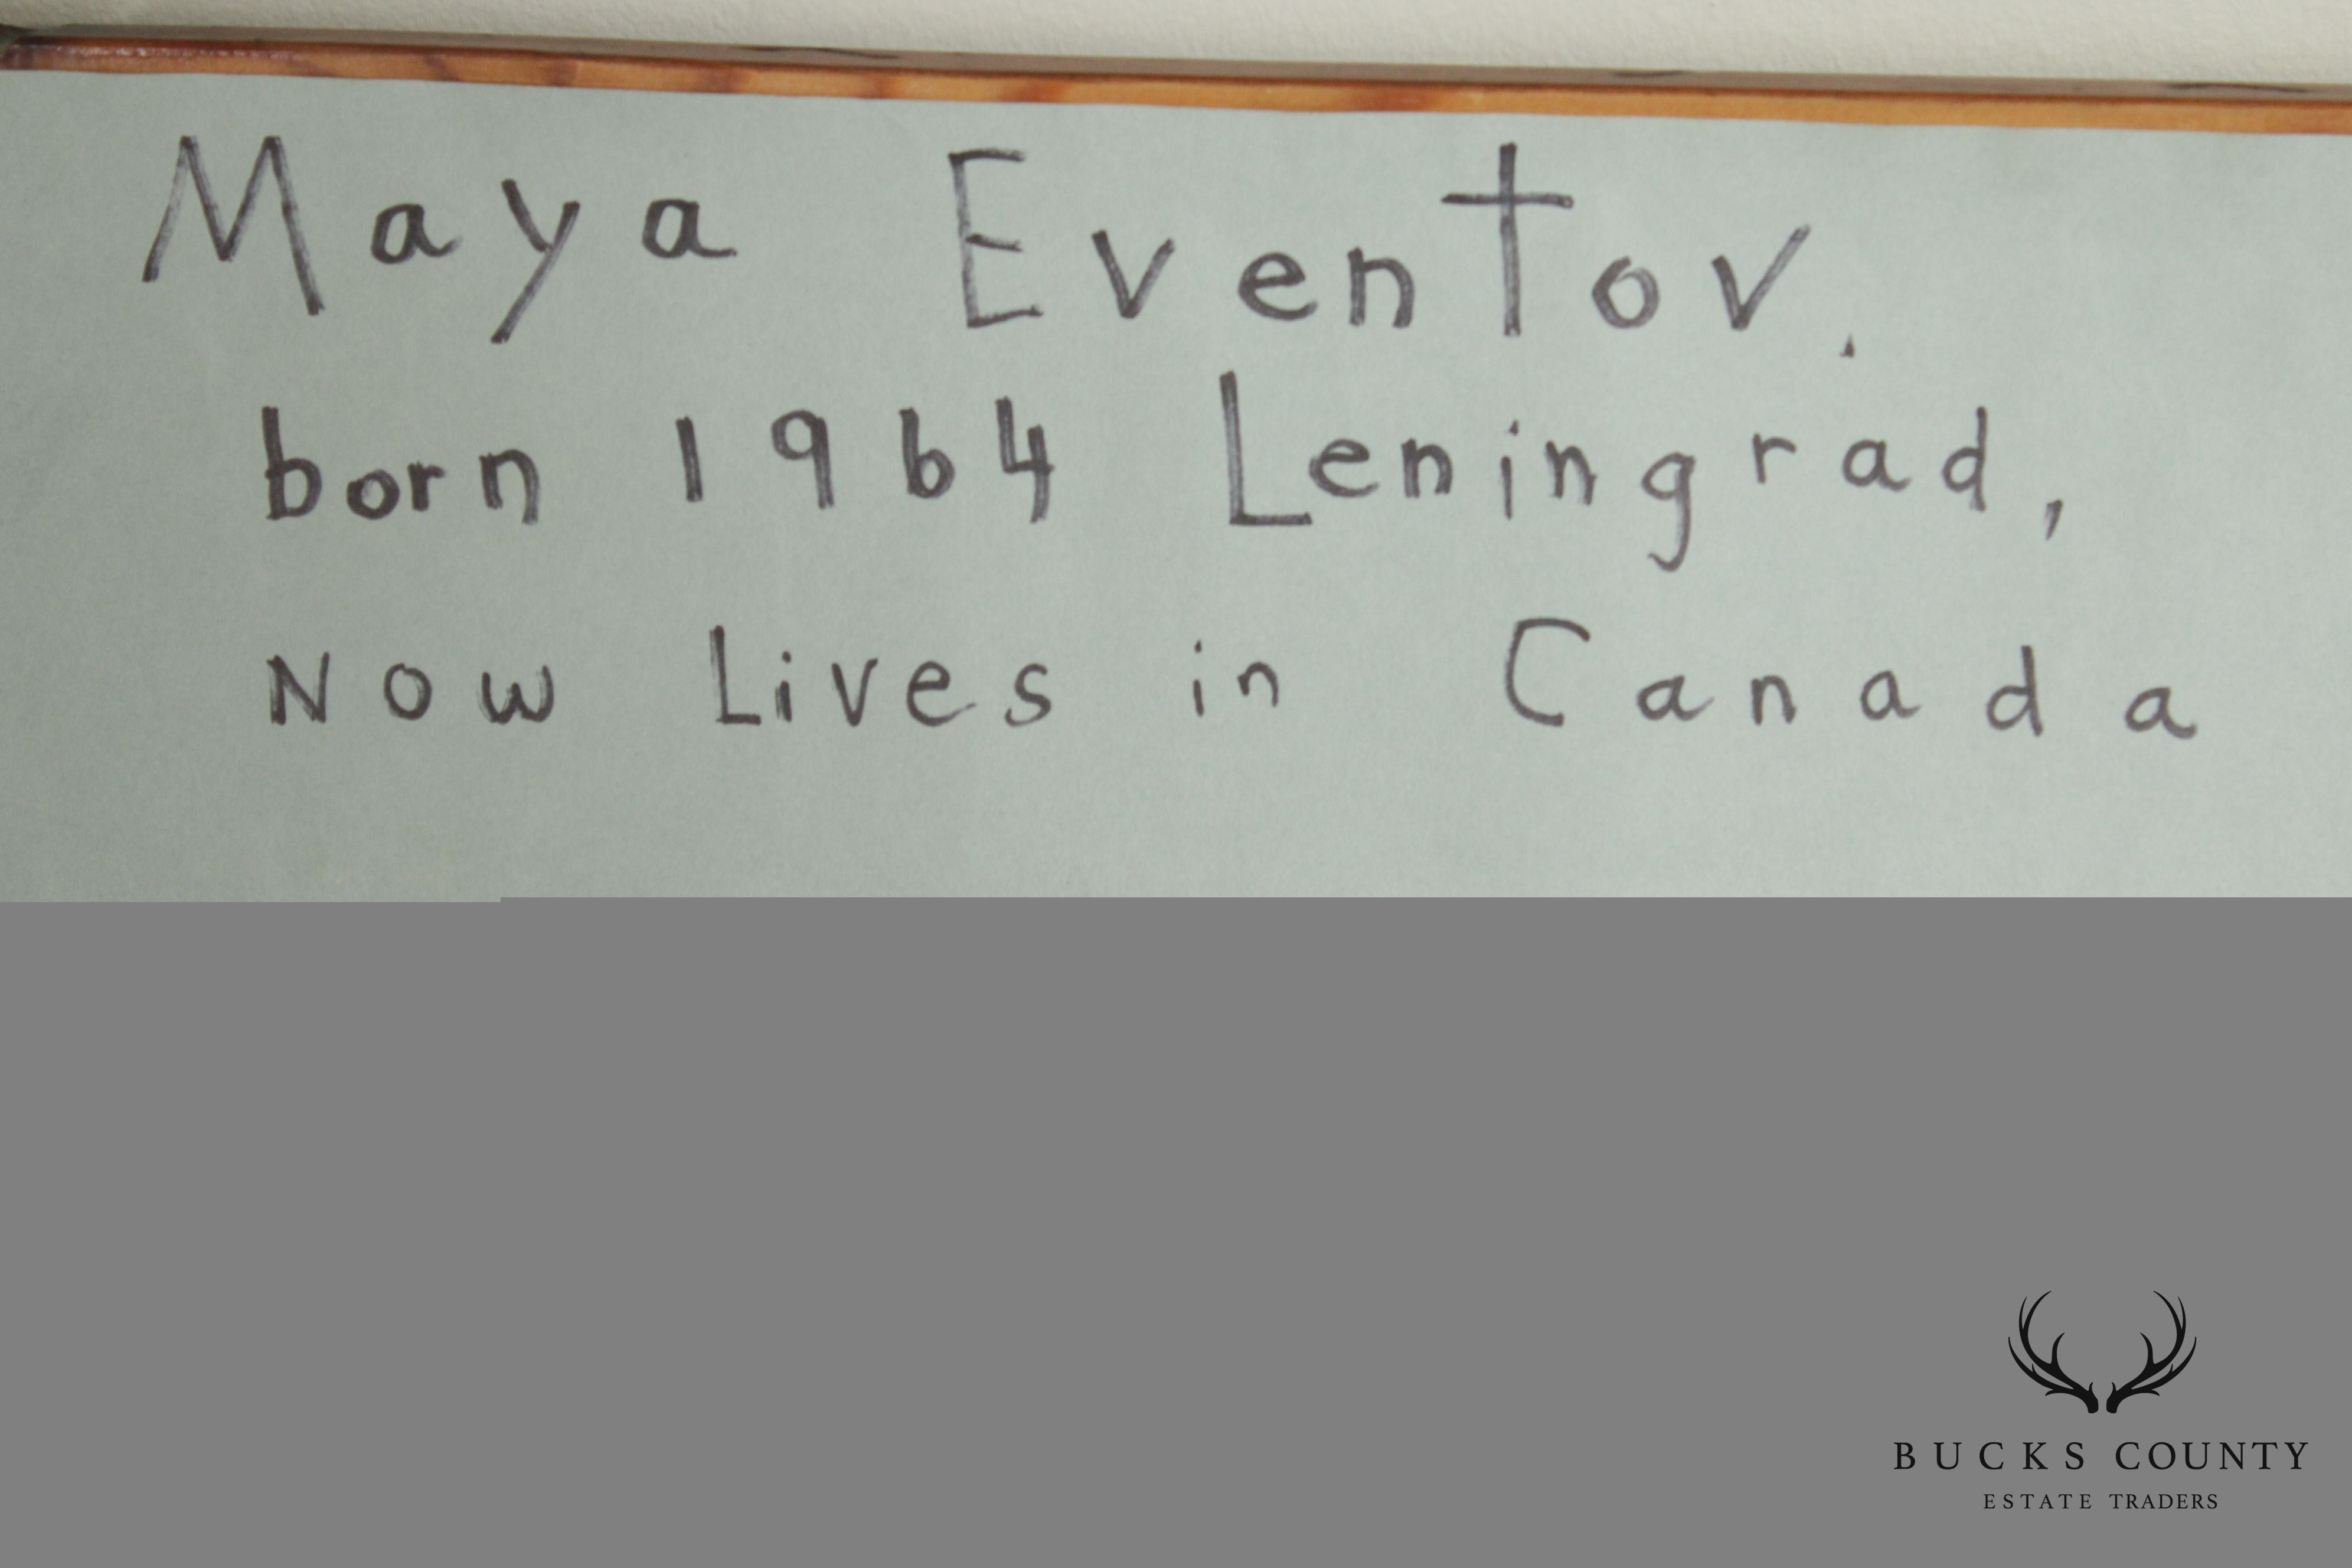 Maya Eventov.
born 1964 Leningrad,
Now Lives in Canada
BUCKS COUNTY
ESTATE TRADERS